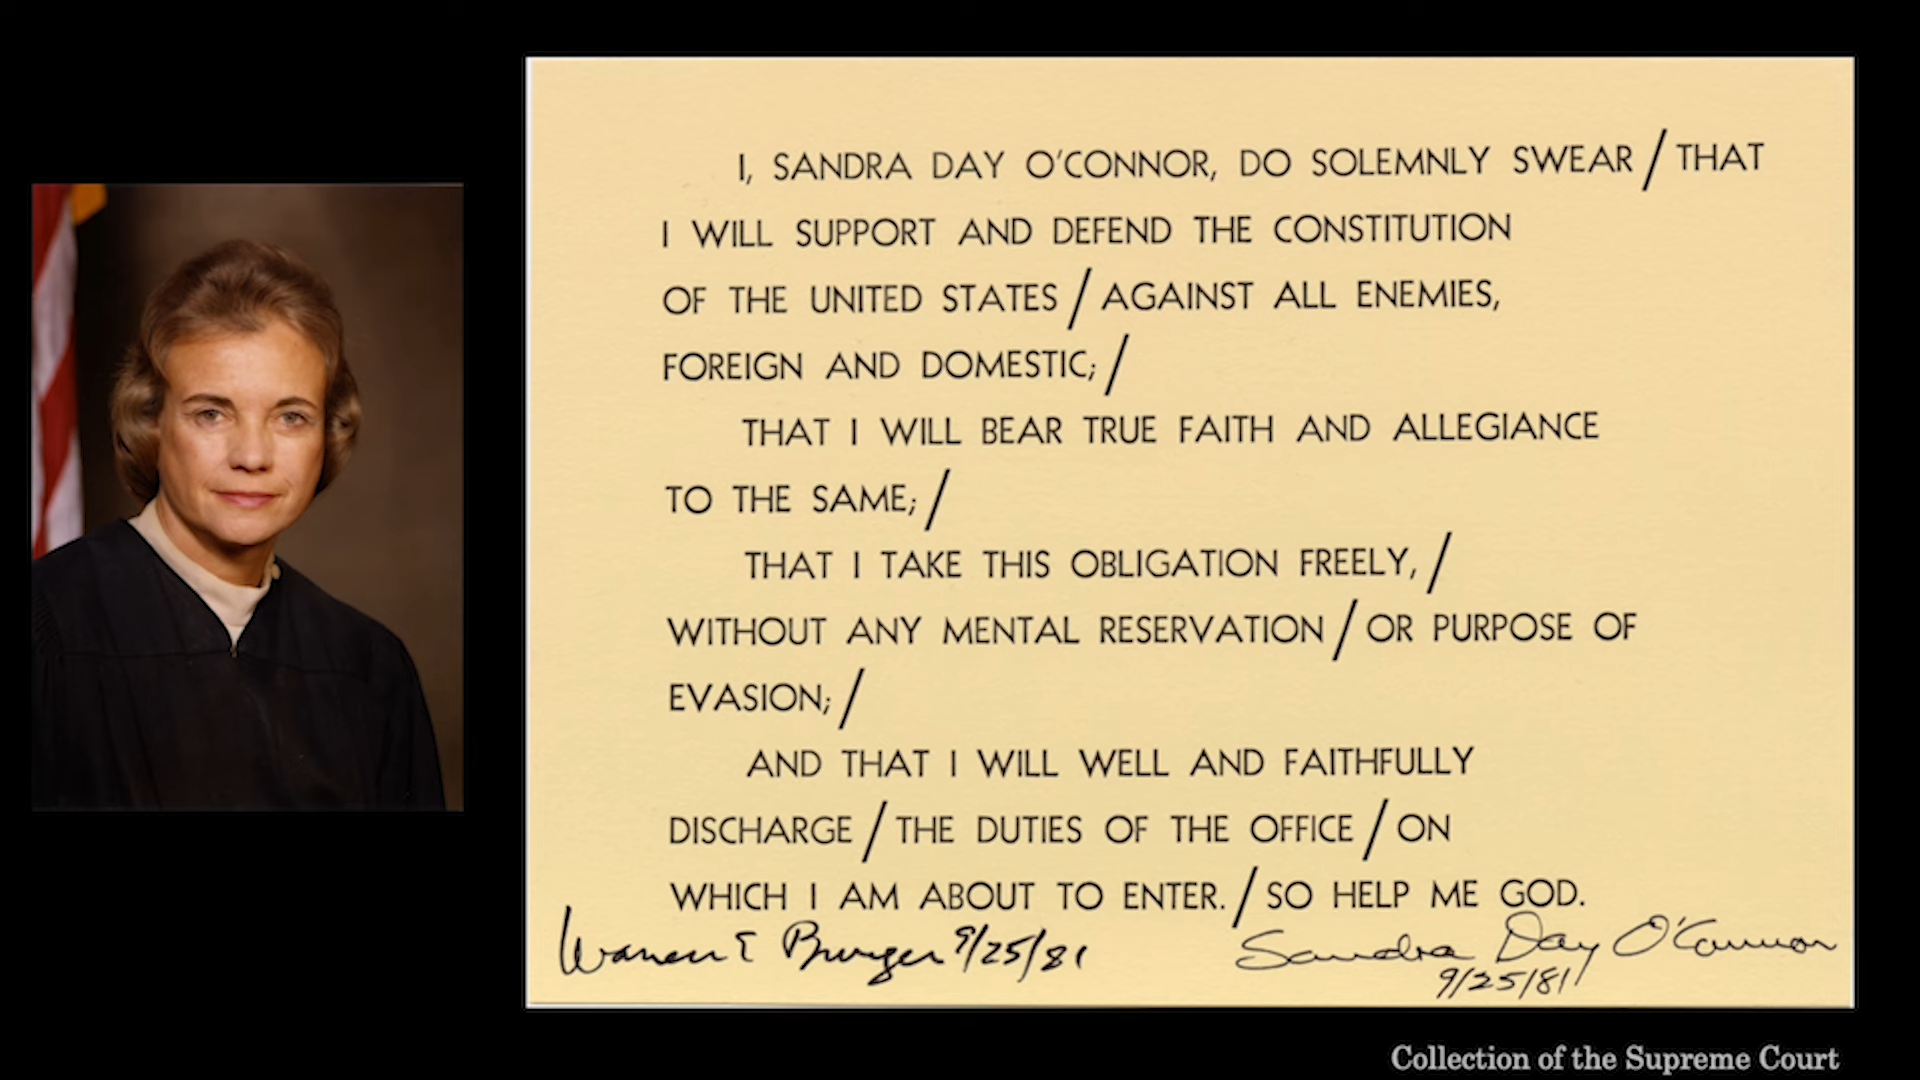 I, SANDRA DAY O'CONNOR, DO SOLEMNLY SWEAR / THAT
I WILL SUPPORT AND DEFEND THE CONSTITUTION
OF THE UNITED STATES / AGAINST ALL ENEMIES,
FOREIGN AND DOMESTIC; /
THAT I WILL BEAR TRUE FAITH AND ALLEGIANCE
TO THE SAME; /
THAT I TAKE THIS OBLIGATION FREELY, /
WITHOUT ANY MENTAL RESERVATION / OR PURPOSE OF
EVASION; /
AND THAT I WILL WELL AND FAITHFULLY
DISCHARGE / THE DUTIES OF THE OFFICE / ON
WHICH I AM ABOUT TO ENTER. / SO HELP ME GOD.
Warren E Burger 9/25/81
Sandra Day O'Connor
9/25/81
Collection of the Supreme Court